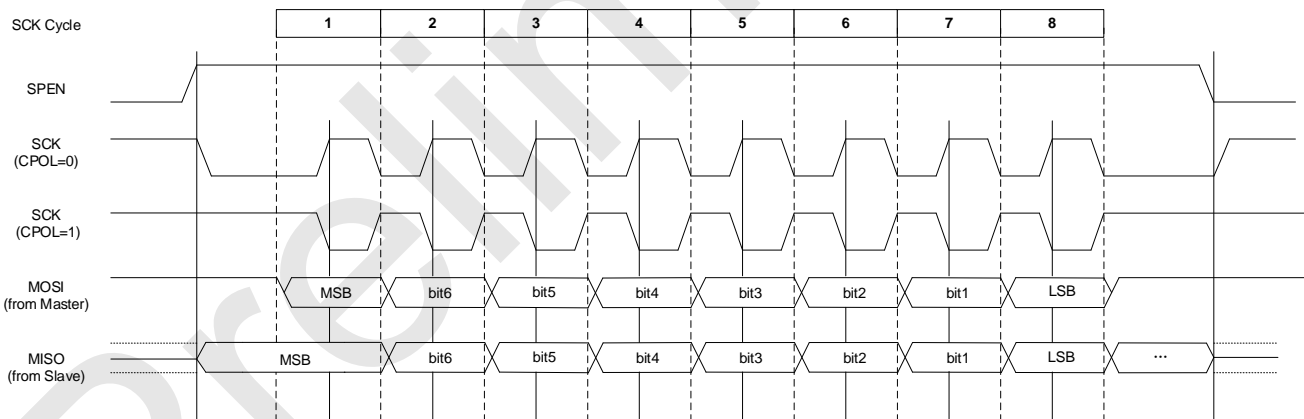 SCK Cycle 1 2 3 4 5 6 7 8
SPEN
SCK
(CPOL=0)
SCK
(CPOL=1)
MOSI
(from Master)
MSB bit6 bit5 bit4 bit3 bit2 bit1 LSB
MISO
(from Slave)
MSB bit6 bit5 bit4 bit3 bit2 bit1 LSB ...